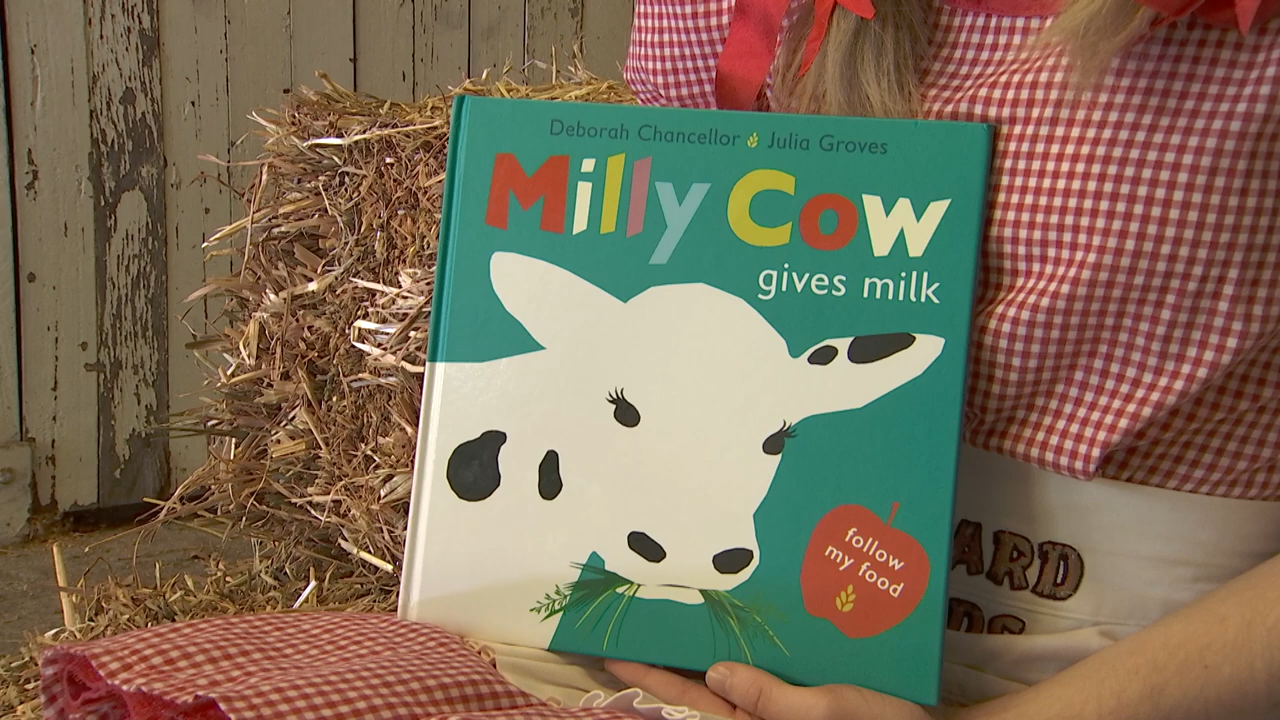 Deborah Chancellor Julia Groves
Milly Cow
gives milk
follow
my food